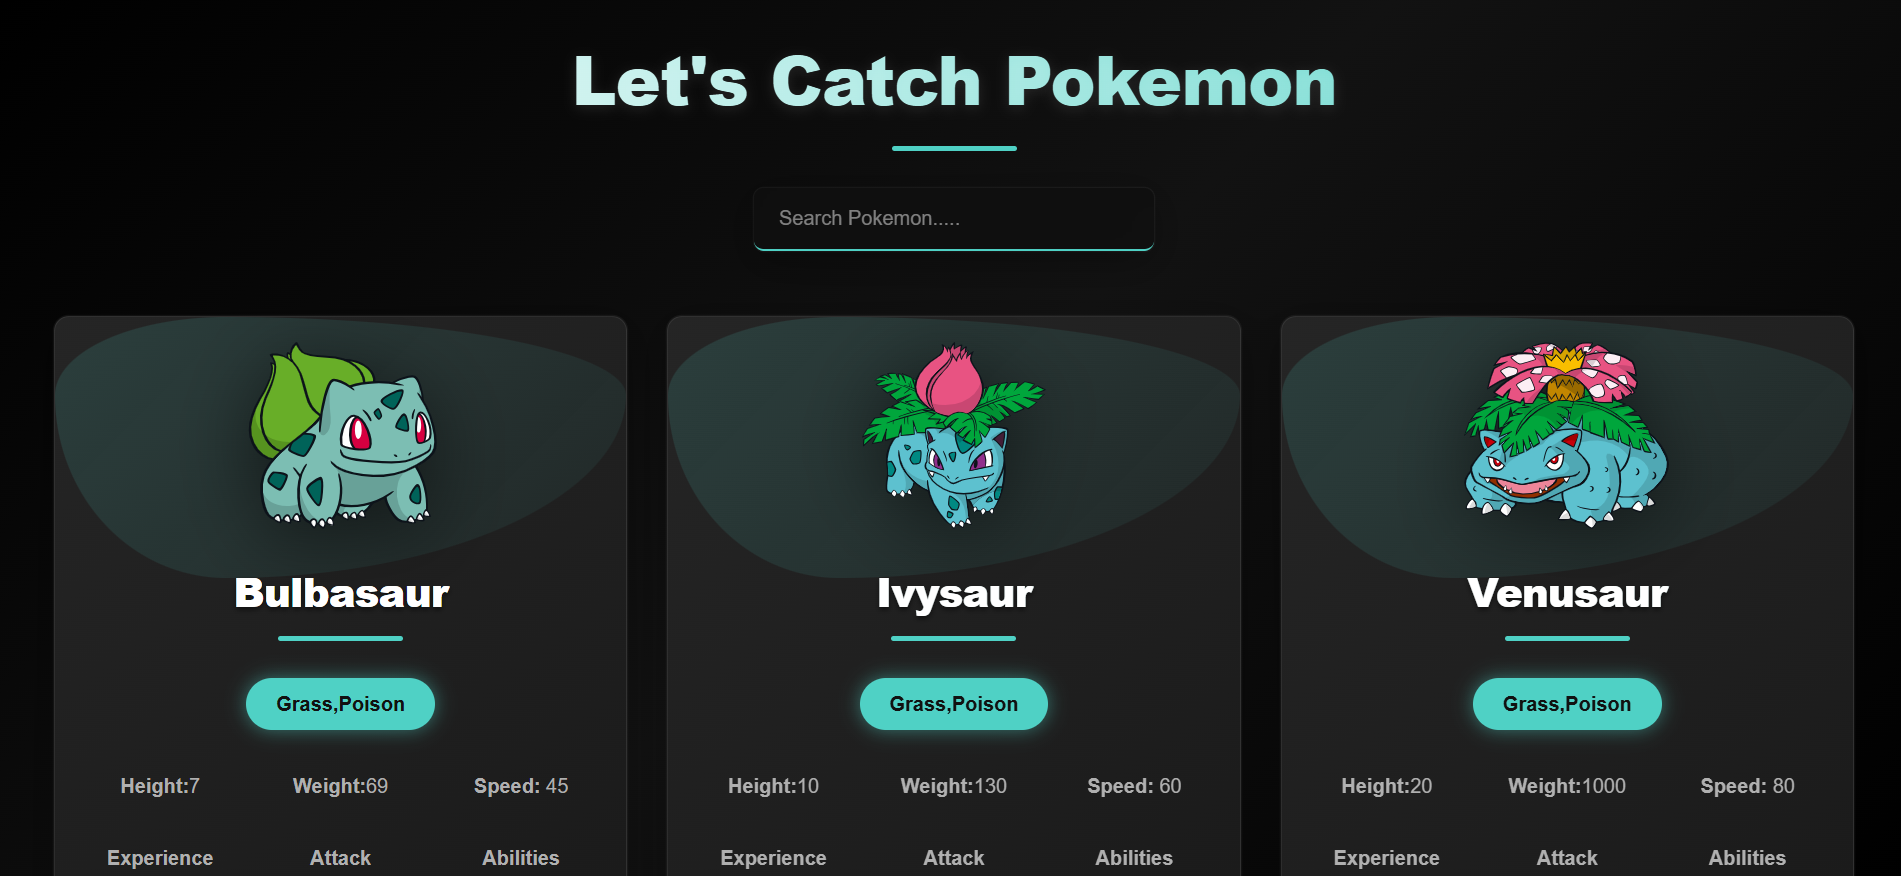 Let's Catch Pokemon
Search Pokemon.....
Bulbasaur
Ivysaur
Venusaur
Grass,Poison
Grass,Poison
Grass,Poison
Height:7 Weight:69 Speed: 45
Height:10 Weight:130 Speed: 60
Height:20 Weight:1000 Speed: 80
Experience Attack Abilities
Experience Attack Abilities
Experience Attack Abilities